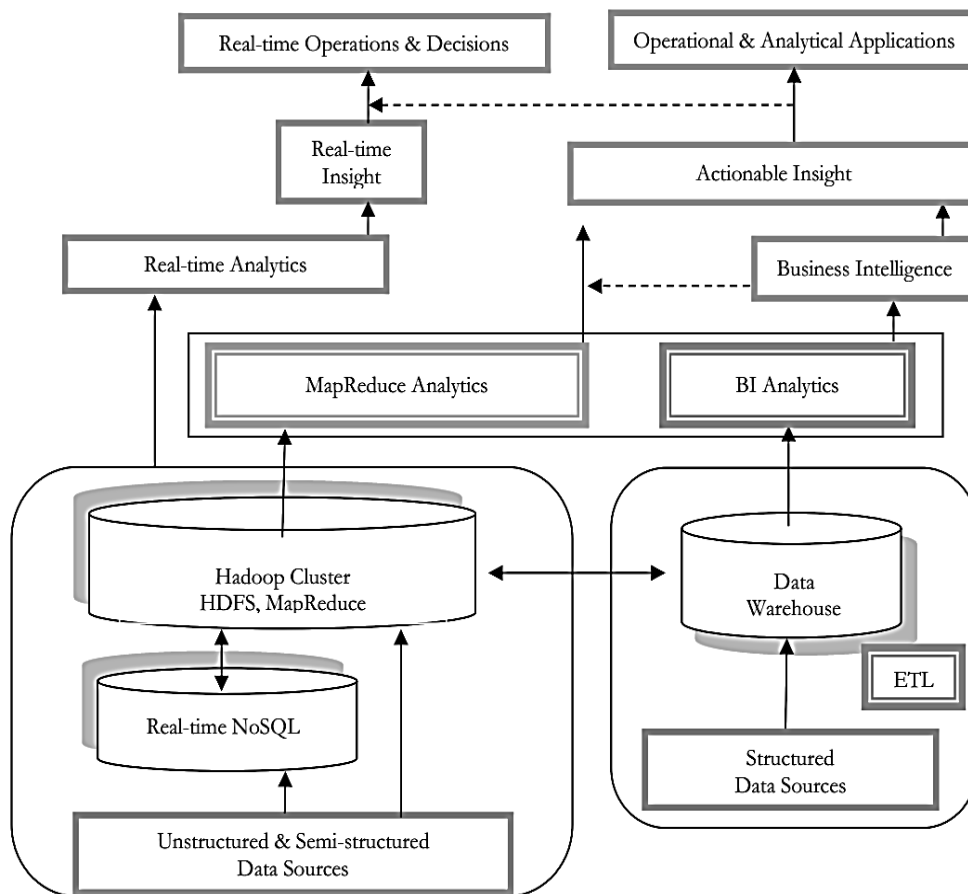 Real-time Operations & Decisions
Operational & Analytical Applications
Real-time
Insight
Actionable Insight
Real-time Analytics
Business Intelligence
MapReduce Analytics
BI Analytics
Hadoop Cluster
HDFS, MapReduce
Data
Warehouse
ETL
Real-time NoSQL
Structured
Data Sources
Unstructured & Semi-structured
Data Sources